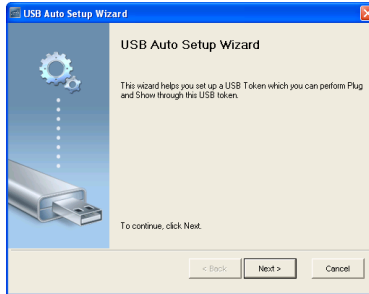 USB Auto Setup Wizard
USB Auto Setup Wizard
This wizard helps you set up a USB Token which you can perform Plug
and Show through this USB token.
To continue, click Next.
< Back
Next >
Cancel